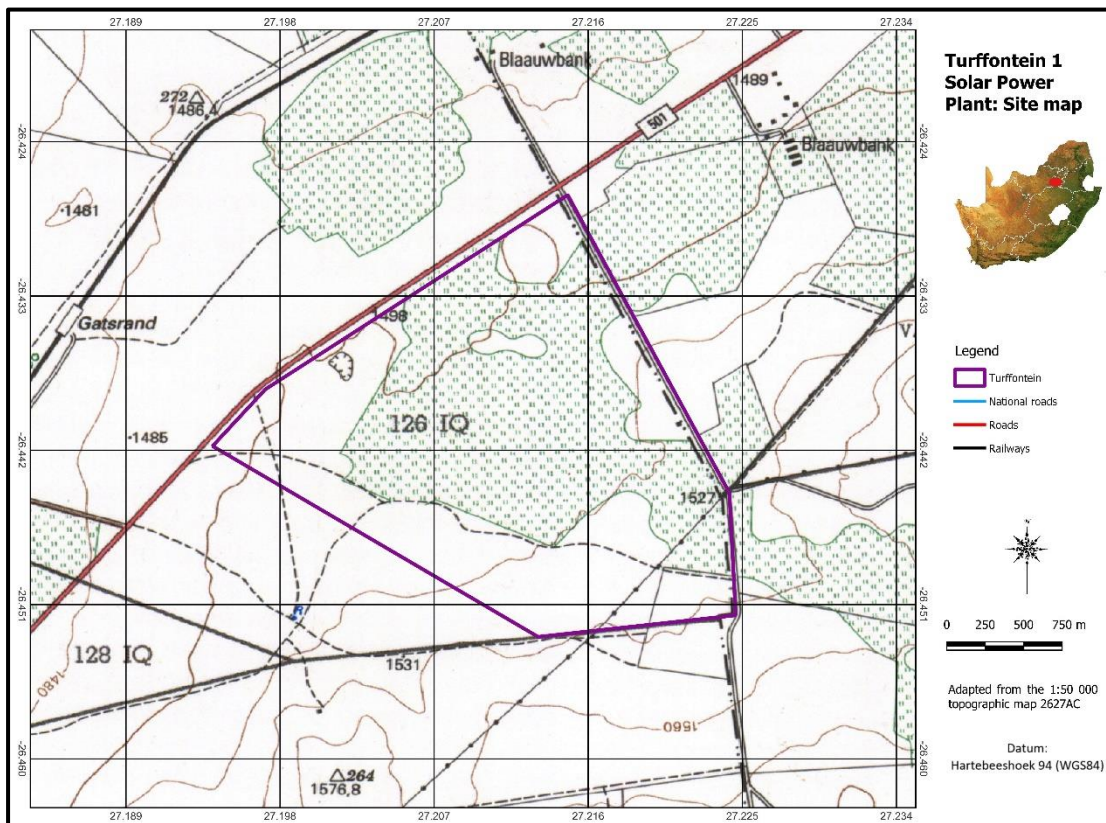 27.189
27.198
27.207
27.216
27.225
27.234
Blaauwbank
1489
272
1486,4
501
-26.424
-26.424
Blaauwbank
1481
-26.433
-26.433
Gatsrand
1498
V
126 IQ
1485
-26.442
-26.442
1527
-26.451
-26.451
128 IQ
1531
1480
1560
-26.460
-26.460
264
1576,8
27.189
27.198
27.207
27.216
27.225
27.234
Turffontein 1
Solar Power
Plant: Site map
Legend
Turffontein
National roads
Roads
Railways
0 250 500 750 m
Adapted from the 1:50 000
topographic map 2627AC
Datum:
Hartebeeshoek 94 (WGS84)